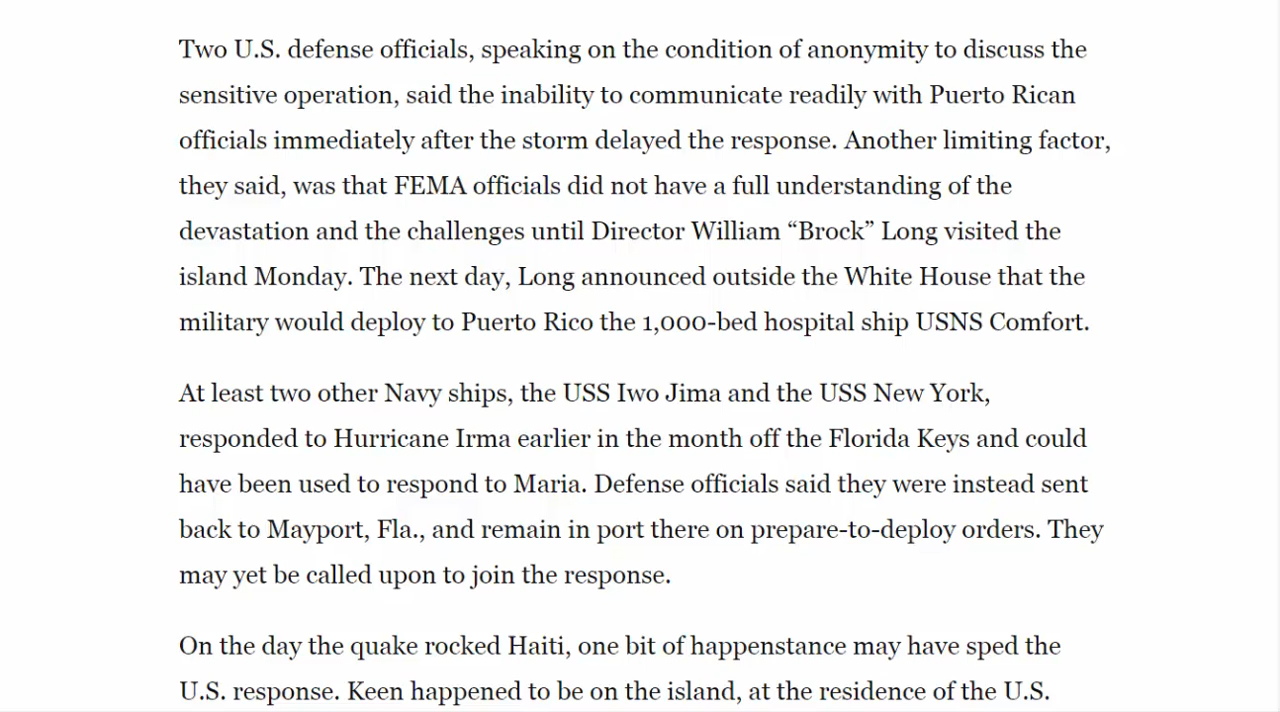 Two U.S. defense officials, speaking on the condition of anonymity to discuss the
sensitive operation, said the inability to communicate readily with Puerto Rican
officials immediately after the storm delayed the response. Another limiting factor,
they said, was that FEMA officials did not have a full understanding of the
devastation and the challenges until Director William “Brock” Long visited the
island Monday. The next day, Long announced outside the White House that the
military would deploy to Puerto Rico the 1,000-bed hospital ship USNS Comfort.
At least two other Navy ships, the USS Iwo Jima and the USS New York,
responded to Hurricane Irma earlier in the month off the Florida Keys and could
have been used to respond to Maria. Defense officials said they were instead sent
back to Mayport, Fla., and remain in port there on prepare-to-deploy orders. They
may yet be called upon to join the response.
On the day the quake rocked Haiti, one bit of happenstance may have sped the
U.S. response. Keen happened to be on the island, at the residence of the U.S.